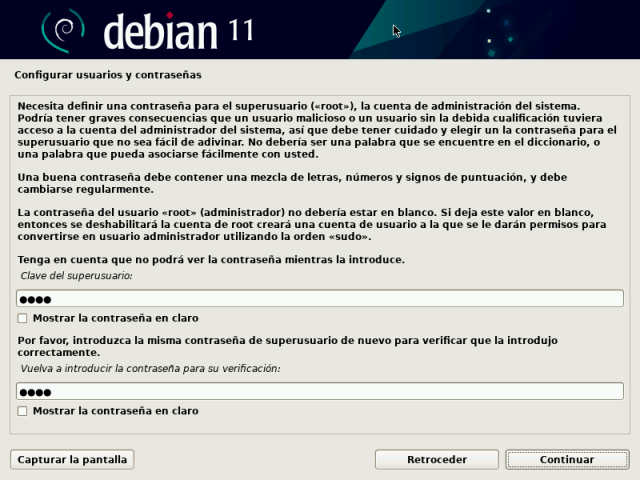 debian 11
Configurar usuarios y contraseñas
Necesita definir una contraseña para el superusuario («root»), la cuenta de administración del sistema.
Podría tener graves consecuencias que un usuario malicioso o un usuario sin la debida cualificación tuviera
acceso a la cuenta del administrador del sistema, así que debe tener cuidado y elegir un la contraseña para el
superusuario que no sea fácil de adivinar. No debería ser una palabra que se encuentre en el diccionario, o
una palabra que pueda asociarse fácilmente con usted.
Una buena contraseña debe contener una mezcla de letras, números y signos de puntuación, y debe
cambiarse regularmente.
La contraseña del usuario «root» (administrador) no debería estar en blanco. Si deja este valor en blanco,
entonces se deshabilitará la cuenta de root creará una cuenta de usuario a la que se le darán permisos para
convertirse en usuario administrador utilizando la orden «sudo».
Tenga en cuenta que no podrá ver la contraseña mientras la introduce.
Clave del superusuario:
●●●●
Mostrar la contraseña en claro
Por favor, introduzca la misma contraseña de superusuario de nuevo para verificar que la introdujo
correctamente.
Vuelva a introducir la contraseña para su verificación:
●●●●
Mostrar la contraseña en claro
Capturar la pantalla
Retroceder
Continuar